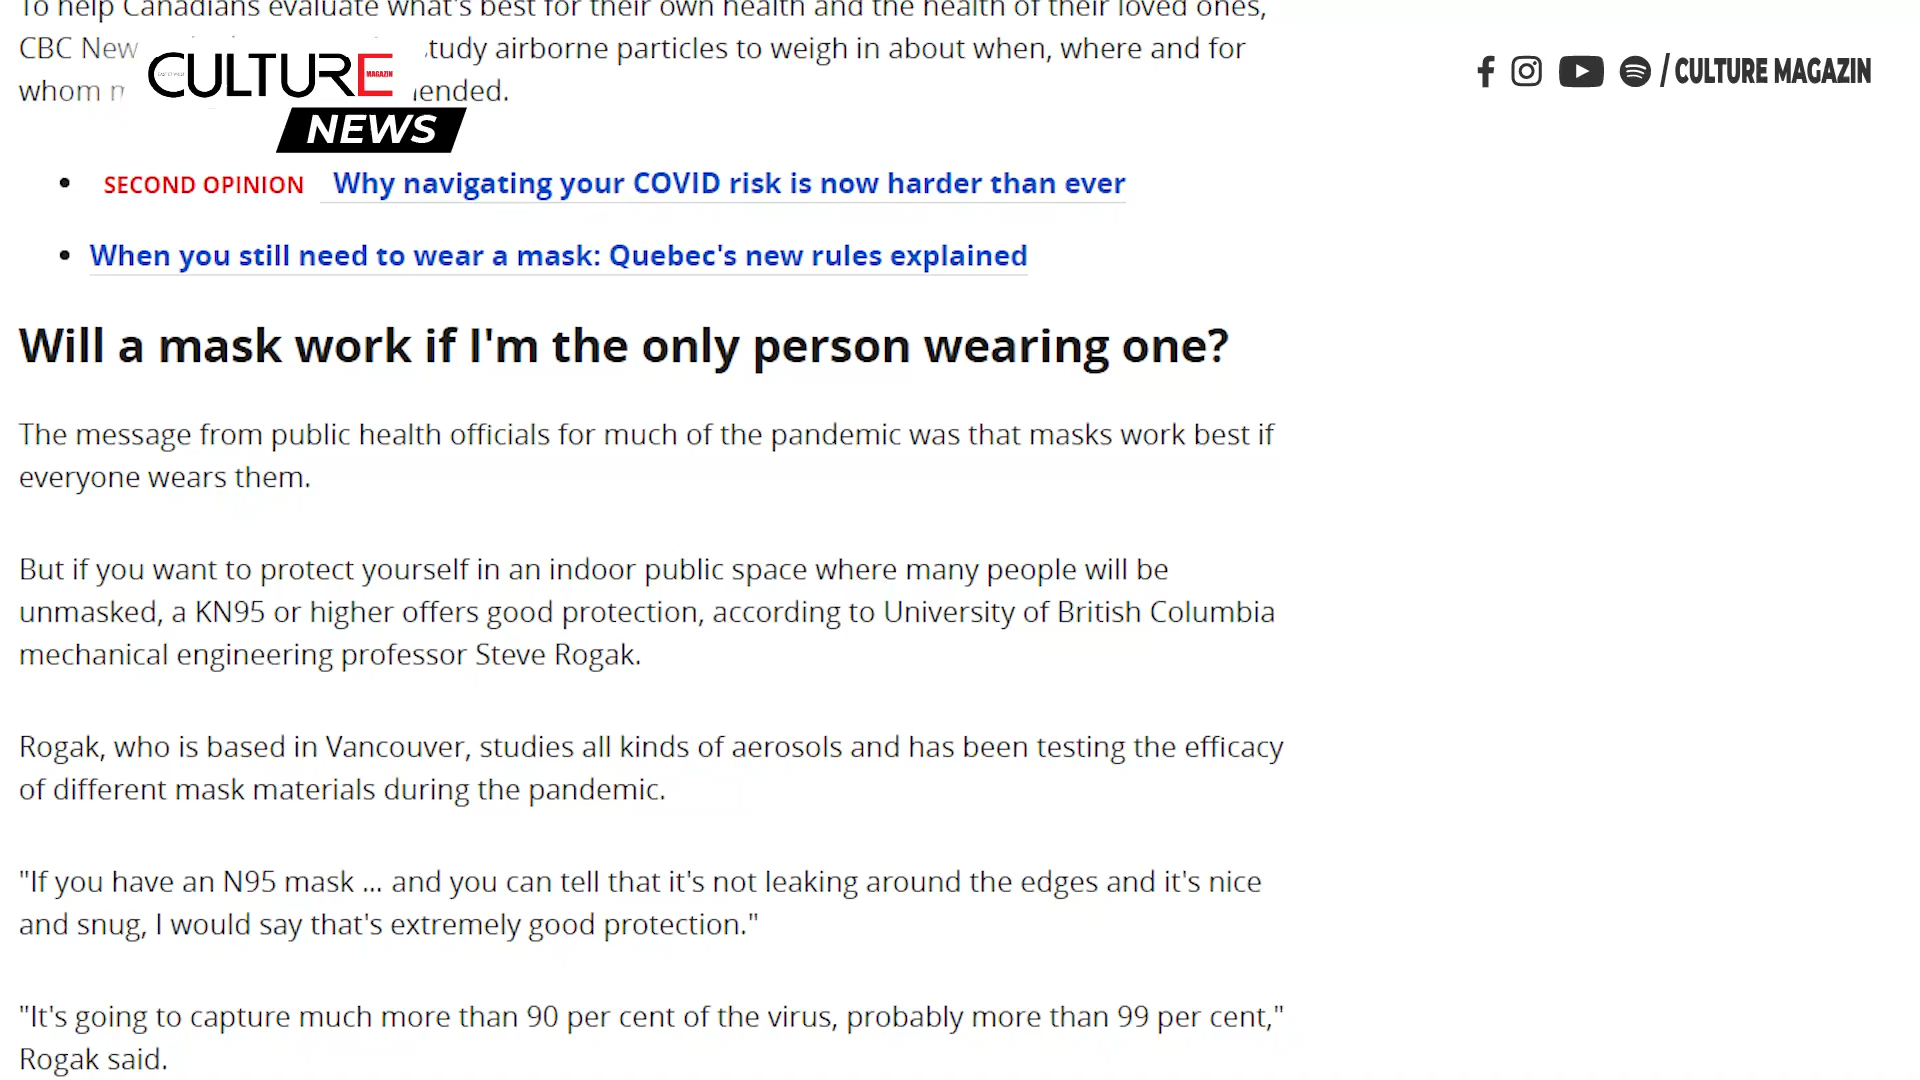 To help Canadians evaluate what's best for their own health and the health of their loved ones,
CBC New tudy airborne particles to weigh in about when, where and for
whom ended.
CULTURE
MAGAZIN
NEWS
/ CULTURE MAGAZIN
• SECOND OPINION Why navigating your COVID risk is now harder than ever
• When you still need to wear a mask: Quebec's new rules explained
Will a mask work if I'm the only person wearing one?
The message from public health officials for much of the pandemic was that masks work best if
everyone wears them.
But if you want to protect yourself in an indoor public space where many people will be
unmasked, a KN95 or higher offers good protection, according to University of British Columbia
mechanical engineering professor Steve Rogak.
Rogak, who is based in Vancouver, studies all kinds of aerosols and has been testing the efficacy
of different mask materials during the pandemic.
"If you have an N95 mask ... and you can tell that it's not leaking around the edges and it's nice
and snug, I would say that's extremely good protection."
"It's going to capture much more than 90 per cent of the virus, probably more than 99 per cent,"
Rogak said.